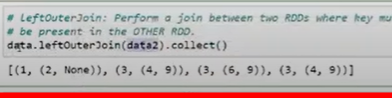 # LeftOuterJoin: Perform a join between two RDDs where key mu
# be present in the OTHER RDD.
data.leftOuterJoin(data2).collect()
[(1, (2, None)), (3, (4, 9)), (3, (6, 9)), (3, (4, 9))]